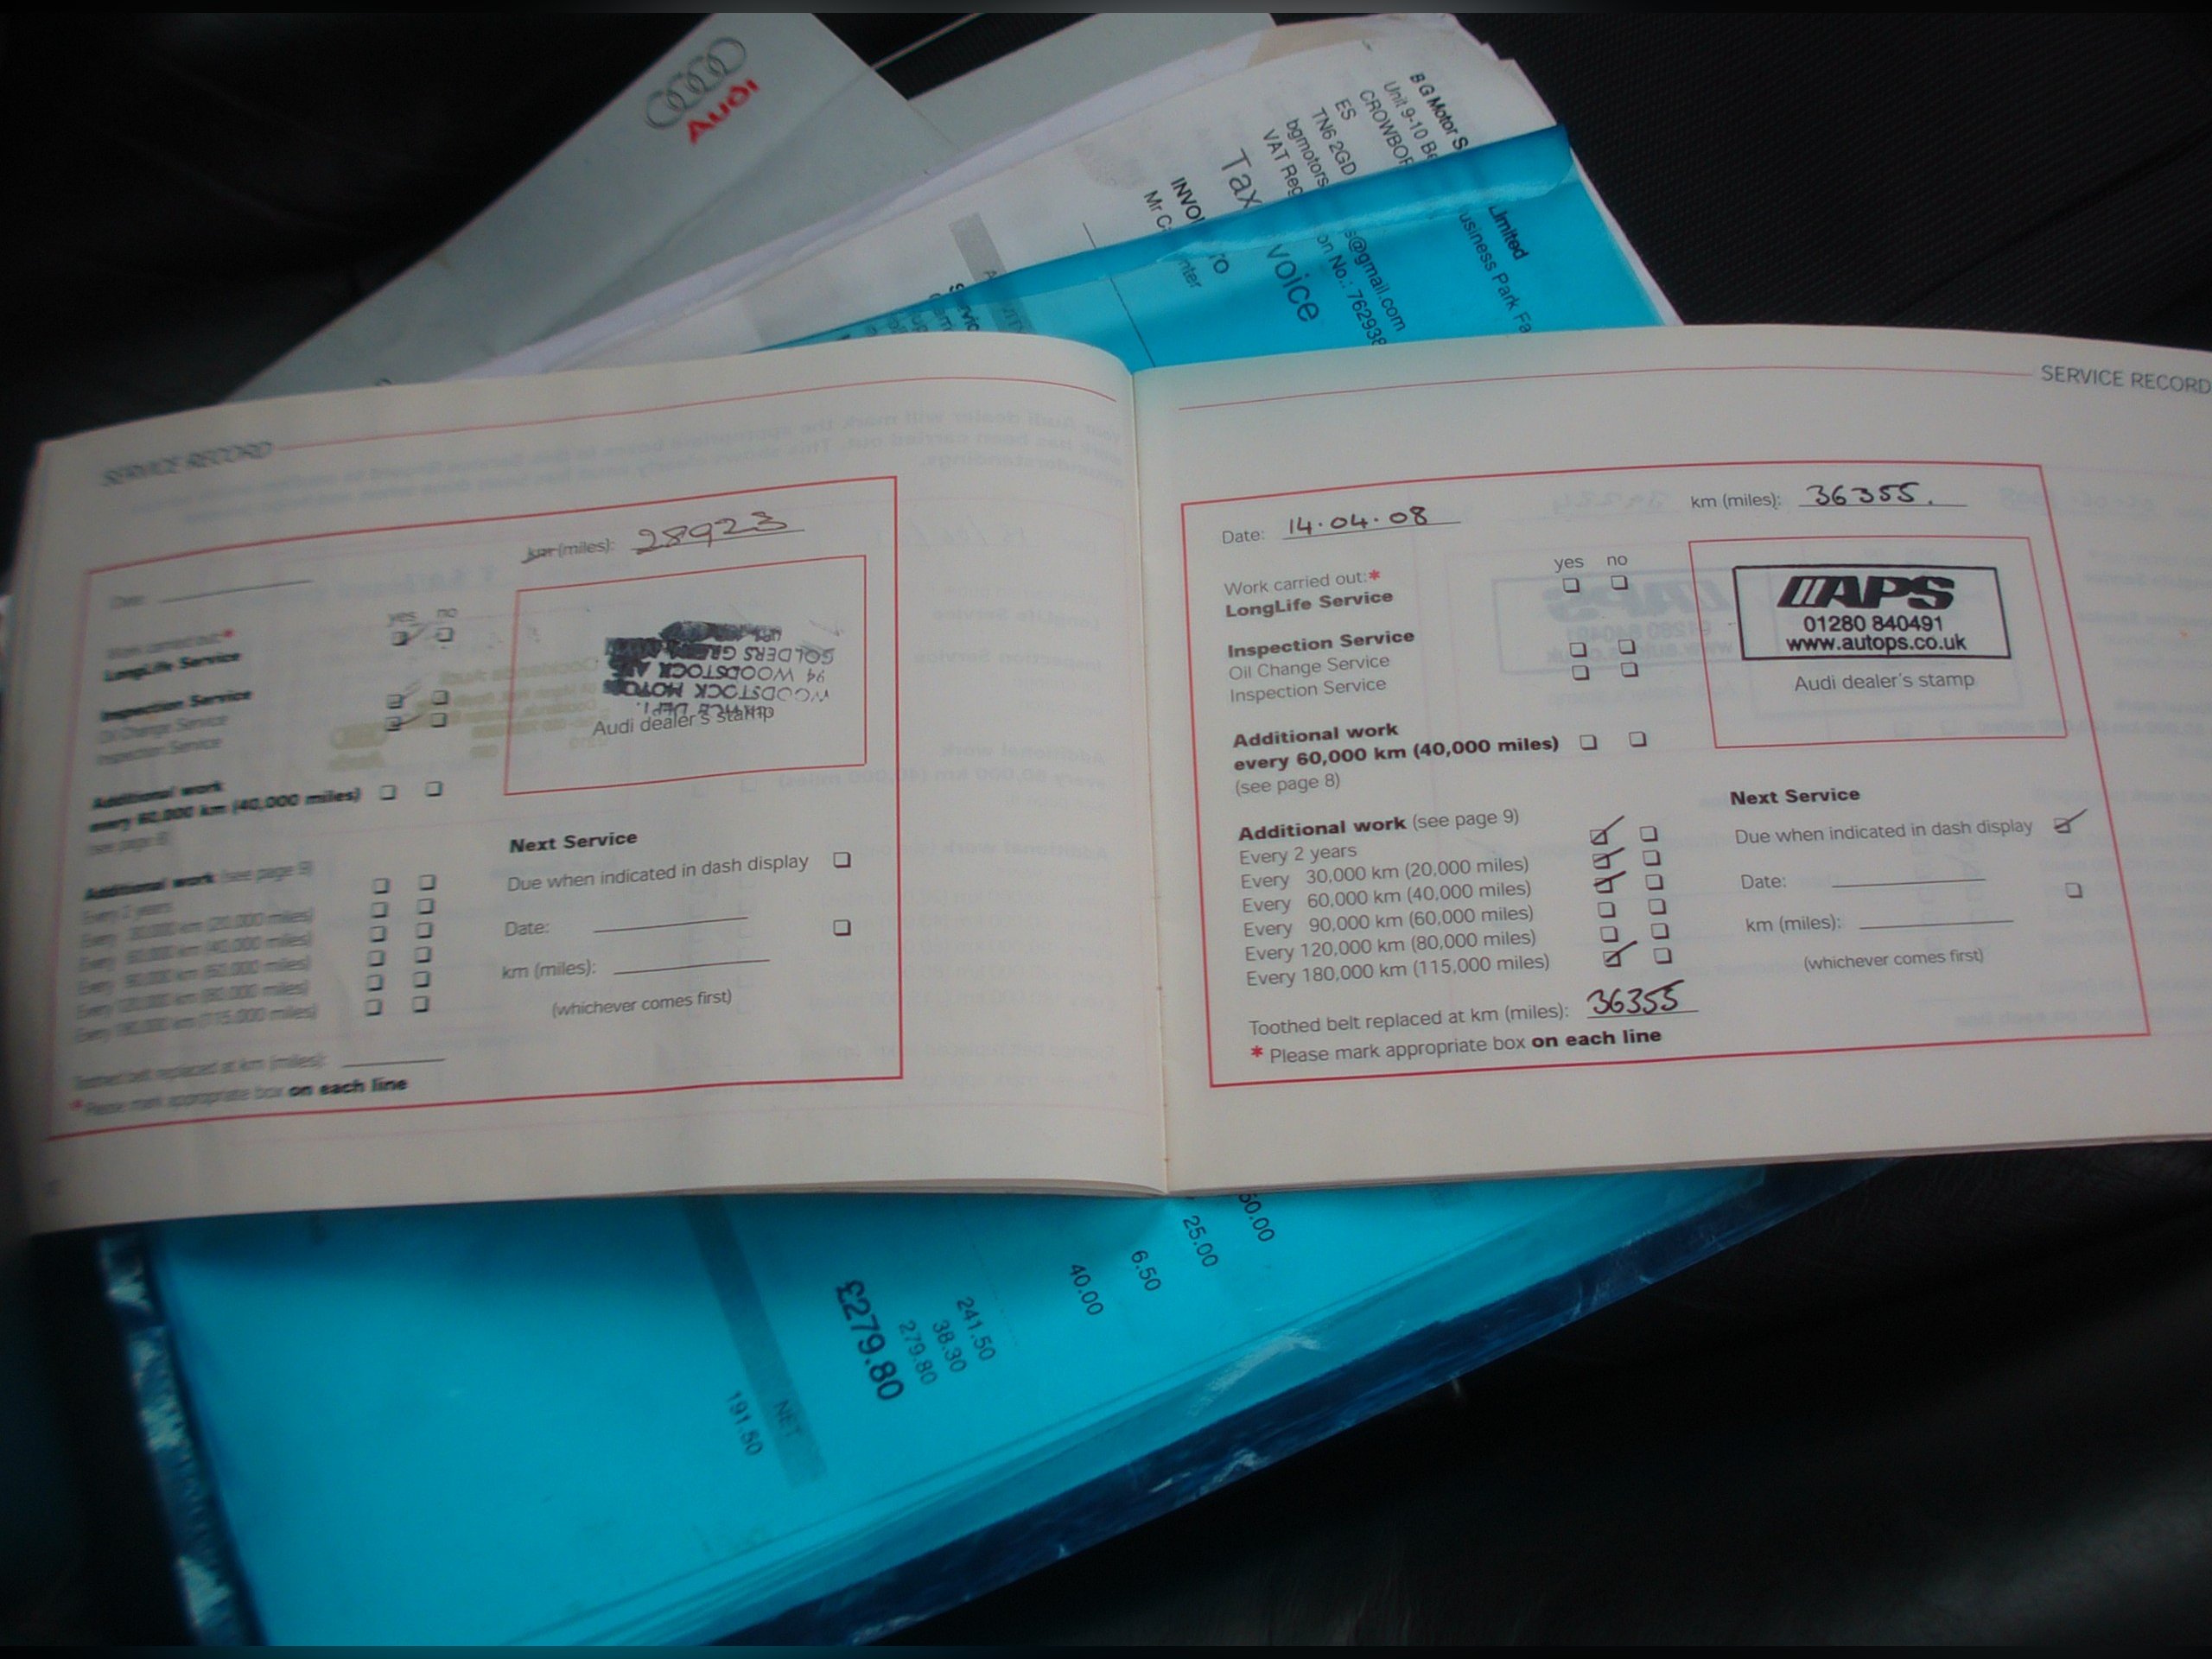 Audi
B G Motor S Limited
Unit 9-10 Be usiness Park Fa
CROWBOR
ES
TN6 2GD
bgmotors s@gmail.com
VAT Reg on No.: 762938
Tax voice
INVOI TO
Mr C nter
SERVICE RECORD
Date:
km (miles): 28923
Work carried out:*
yes no
LongLife Service
Inspection Service
Oil Change Service
Inspection Service
Additional work
every 60,000 km (40,000 miles)
(see page 8)
Additional work (see page 9)
Every 2 years
Every 30,000 km (20,000 miles)
Every 60,000 km (40,000 miles)
Every 90,000 km (60,000 miles)
Every 120,000 km (80,000 miles)
Every 180,000 km (115,000 miles)
Toothed belt replaced at km (miles):
* Please mark appropriate box on each line
SERVICE DEPT.
WOODSTOCK MOTORS
94 WOODSTOCK AVE
GOLDERS GREEN
Audi dealer's stamp
Next Service
Due when indicated in dash display
Date:
km (miles):
(whichever comes first)
SERVICE RECORD
Date: 14.04.08
km (miles): 36355.
Work carried out:*
yes no
LongLife Service
Inspection Service
Oil Change Service
Inspection Service
Additional work
every 60,000 km (40,000 miles)
(see page 8)
Additional work (see page 9)
Every 2 years
Every 30,000 km (20,000 miles)
Every 60,000 km (40,000 miles)
Every 90,000 km (60,000 miles)
Every 120,000 km (80,000 miles)
Every 180,000 km (115,000 miles)
Toothed belt replaced at km (miles): 36355
* Please mark appropriate box on each line
APS
01280 840491
www.autops.co.uk
Audi dealer's stamp
Next Service
Due when indicated in dash display
Date:
km (miles):
(whichever comes first)
50.00
25.00
6.50
40.00
241.50
38.30
279.80
£279.80
NET
191.50